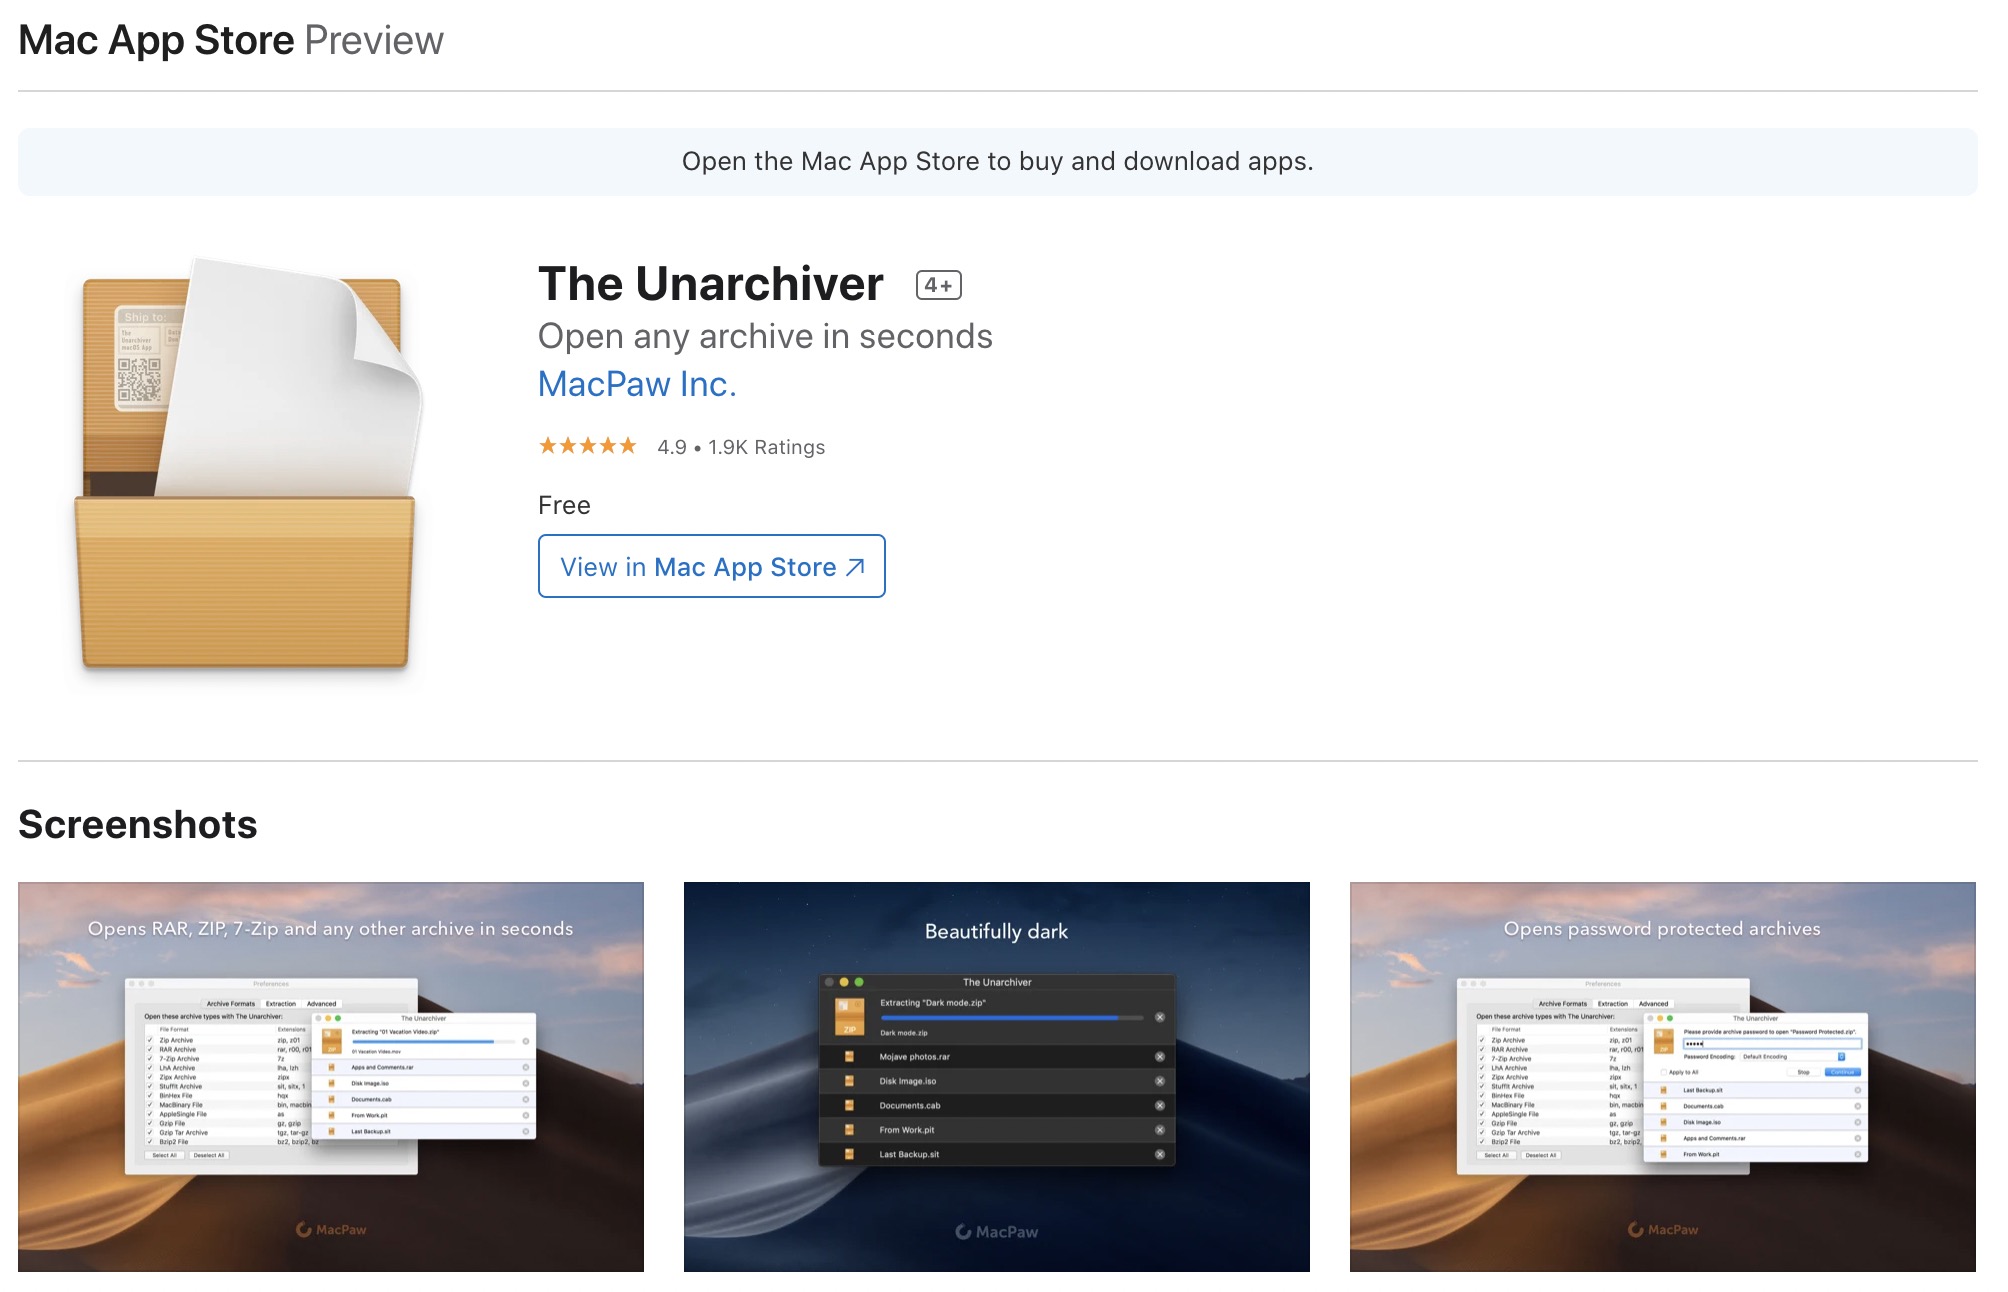 Mac App Store Preview
Open the Mac App Store to buy and download apps.
Ship to:
The
Unarchiver
macOS App
The Unarchiver 4+
Open any archive in seconds
MacPaw Inc.
4.9 • 1.9K Ratings
Free
View in Mac App Store
Screenshots
Opens RAR, ZIP, 7-Zip and any other archive in seconds
Preferences
Archive Formats Extraction Advanced
Open these archive types with The Unarchiver:
File Format Extensions
Zip Archive zip, z01
RAR Archive rar, r00, r01
7-Zip Archive 7z
LhA Archive lha, lzh
Zipx Archive zipx
StuffIt Archive sit, sitx, 1
BinHex File hqx
MacBinary File bin, macbin
AppleSingle File as
Gzip File gz, gzip
Gzip Tar Archive tgz, tar-gz
Bzip2 File bz2, bzip2, bz
Select All Deselect All
The Unarchiver
Extracting "01 Vacation Video.zip"
ZIP
01 Vacation Video.mov
Apps and Comments.rar
Disk Image.iso
Documents.cab
From Work.pit
Last Backup.sit
MacPaw
Beautifully dark
The Unarchiver
Extracting "Dark mode.zip"
ZIP
Dark mode.zip
Mojave photos.rar
Disk Image.iso
Documents.cab
From Work.pit
Last Backup.sit
MacPaw
Opens password protected archives
Preferences
Archive Formats Extraction Advanced
Open these archive types with The Unarchiver:
File Format Extensions
Zip Archive zip, z01
RAR Archive rar, r00, r01
7-Zip Archive 7z
LhA Archive lha, lzh
Zipx Archive zipx
StuffIt Archive sit, sitx, 1
BinHex File hqx
MacBinary File bin, macbin
AppleSingle File as
Gzip File gz, gzip
Gzip Tar Archive tgz, tar-gz
Bzip2 File bz2, bzip2,
Select All Deselect All
The Unarchiver
Please provide archive password to open "Password Protected.zip".
ZIP
Password Encoding: Default Encoding
Apply to All Stop Continue
Last Backup.sit
Documents.cab
Disk Image.iso
Apps and Comments.rar
From Work.pit
MacPaw